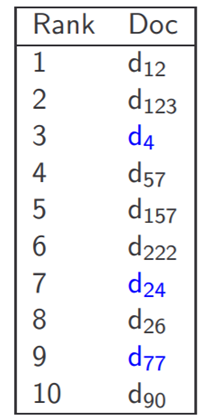 Rank Doc
1 d₁₂
2 d₁₂₃
3 d₄
4 d₅₇
5 d₁₅₇
6 d₂₂₂
7 d₂₄
8 d₂₆
9 d₇₇
10 d₉₀